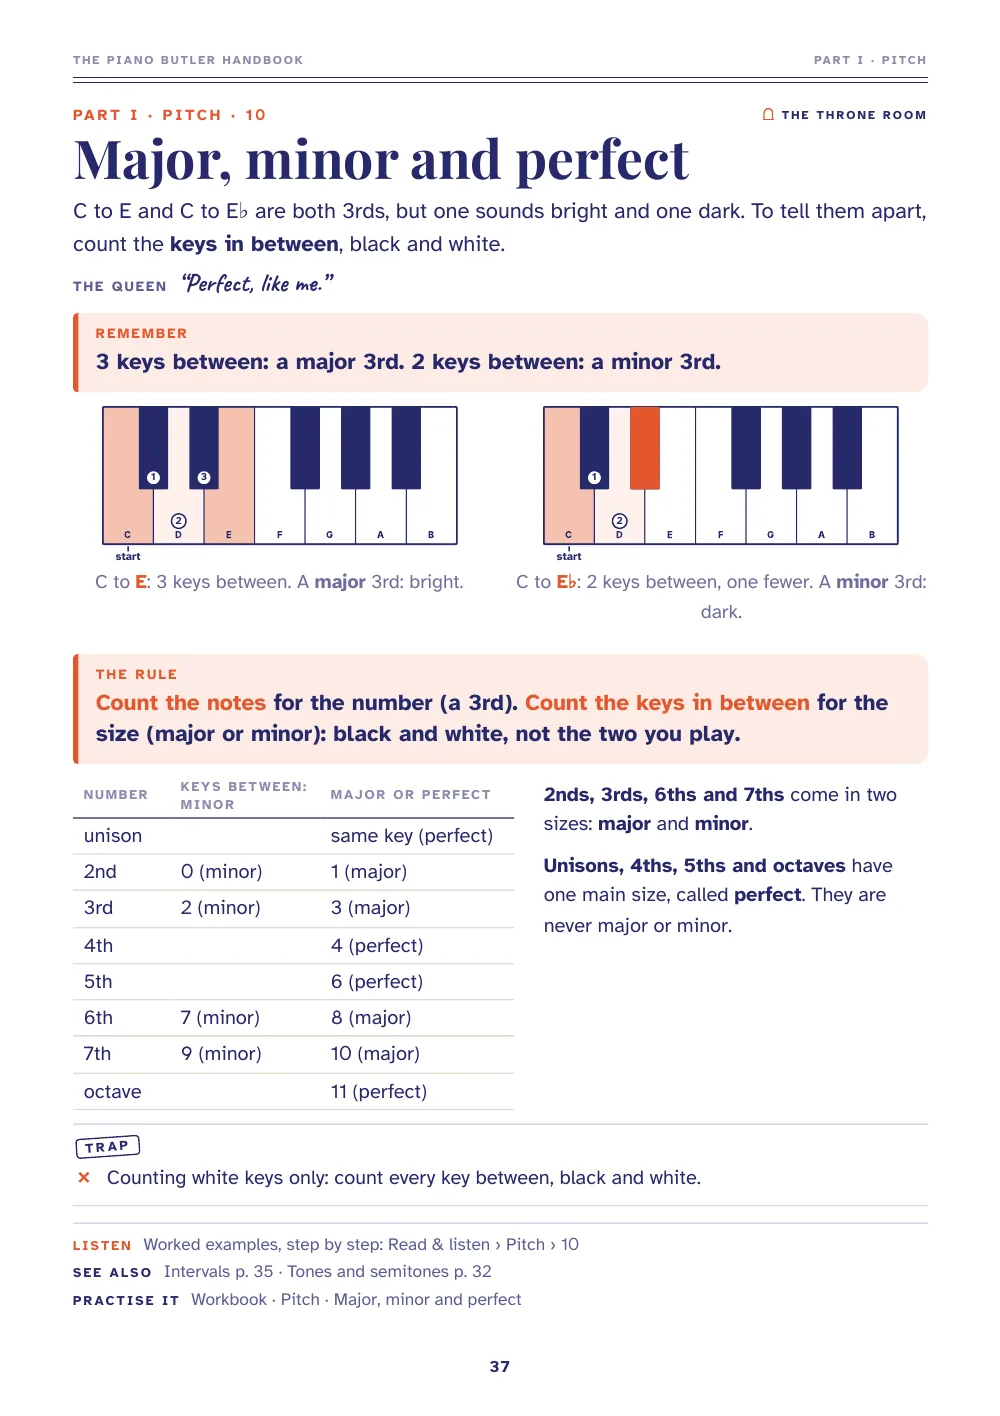 THE PIANO BUTLER HANDBOOK
PART I · PITCH
PART I · PITCH · 10
THE THRONE ROOM
Major, minor and perfect
C to E and C to E♭ are both 3rds, but one sounds bright and one dark. To tell them apart,
count the keys in between, black and white.
THE QUEEN “Perfect, like me.”
REMEMBER
3 keys between: a major 3rd. 2 keys between: a minor 3rd.
1 3
2
C D E F G A B
start
C to E: 3 keys between. A major 3rd: bright.
1
2
C D E F G A B
start
C to E♭: 2 keys between, one fewer. A minor 3rd:
dark.
THE RULE
Count the notes for the number (a 3rd). Count the keys in between for the
size (major or minor): black and white, not the two you play.
NUMBER KEYS BETWEEN: MINOR MAJOR OR PERFECT
unison same key (perfect)
2nd 0 (minor) 1 (major)
3rd 2 (minor) 3 (major)
4th 4 (perfect)
5th 6 (perfect)
6th 7 (minor) 8 (major)
7th 9 (minor) 10 (major)
octave 11 (perfect)
2nds, 3rds, 6ths and 7ths come in two
sizes: major and minor.
Unisons, 4ths, 5ths and octaves have
one main size, called perfect. They are
never major or minor.
TRAP
× Counting white keys only: count every key between, black and white.
LISTEN Worked examples, step by step: Read & listen › Pitch › 10
SEE ALSO Intervals p. 35 · Tones and semitones p. 32
PRACTISE IT Workbook · Pitch · Major, minor and perfect
37